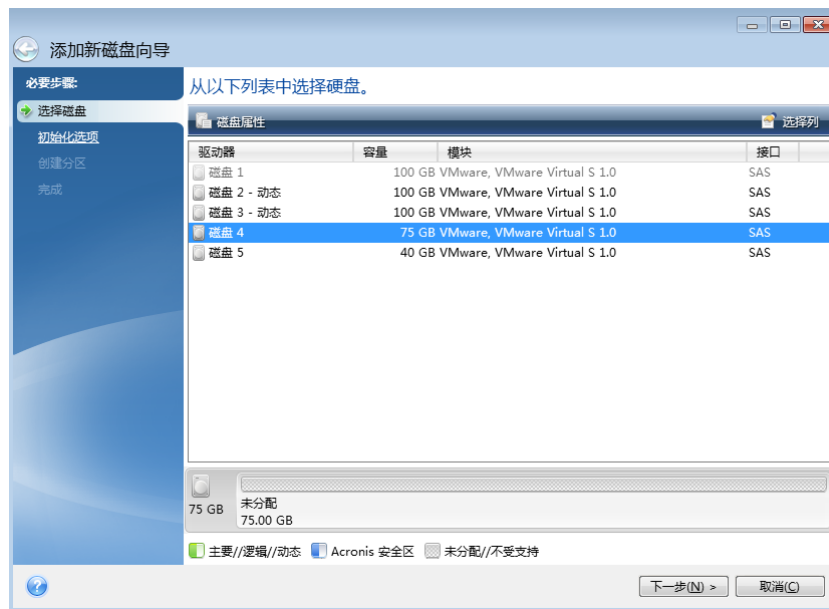 添加新磁盘向导
必要步骤:
选择磁盘
初始化选项
创建分区
完成
从以下列表中选择硬盘。
磁盘属性 选择列
驱动器 容量 模块 接口
磁盘 1 100 GB VMware, VMware Virtual S 1.0 SAS
磁盘 2 - 动态 100 GB VMware, VMware Virtual S 1.0 SAS
磁盘 3 - 动态 100 GB VMware, VMware Virtual S 1.0 SAS
磁盘 4 75 GB VMware, VMware Virtual S 1.0 SAS
磁盘 5 40 GB VMware, VMware Virtual S 1.0 SAS
75 GB
未分配
75.00 GB
主要//逻辑//动态 Acronis 安全区 未分配//不受支持
下一步(N) > 取消(C)